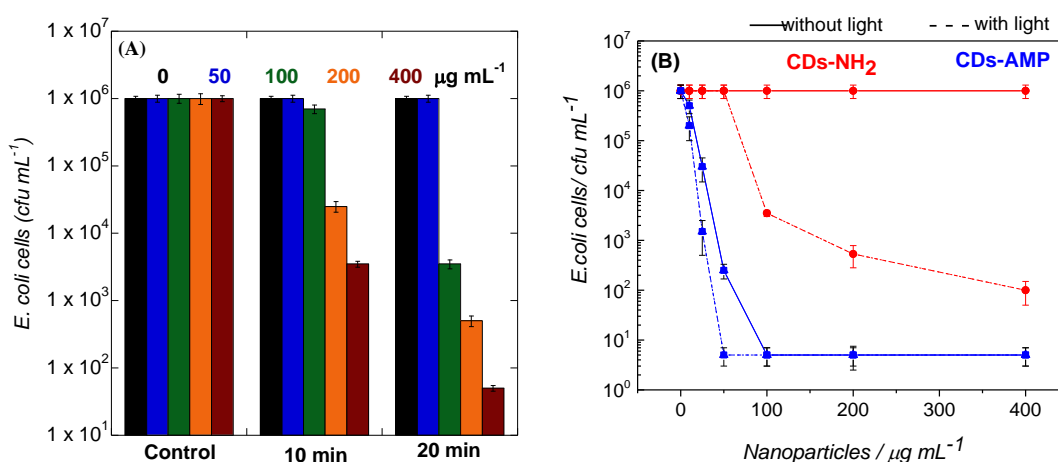 (A)
0 50 100 200 400 μg mL-1
E. coli cells (cfu mL-1)
1 x 10^7
1 x 10^6
1 x 10^5
1 x 10^4
1 x 10^3
1 x 10^2
1 x 10^1
Control 10 min 20 min
without light with light
(B) CDs-NH2 CDs-AMP
E.coli cells/ cfu mL-1
10^6
10^5
10^4
10^3
10^2
10^1
10^0
0 100 200 300 400
Nanoparticles / μg mL-1